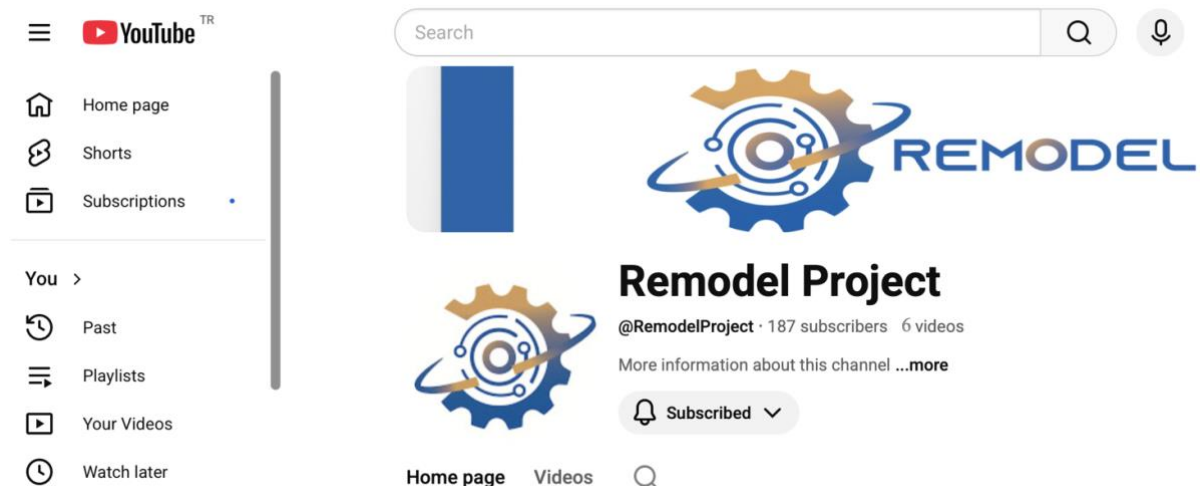 YouTube TR
Search
Home page
Shorts
Subscriptions
You
Past
Playlists
Your Videos
Watch later
REMODEL
Remodel Project
@RemodelProject · 187 subscribers 6 videos
More information about this channel ...more
Subscribed
Home page Videos